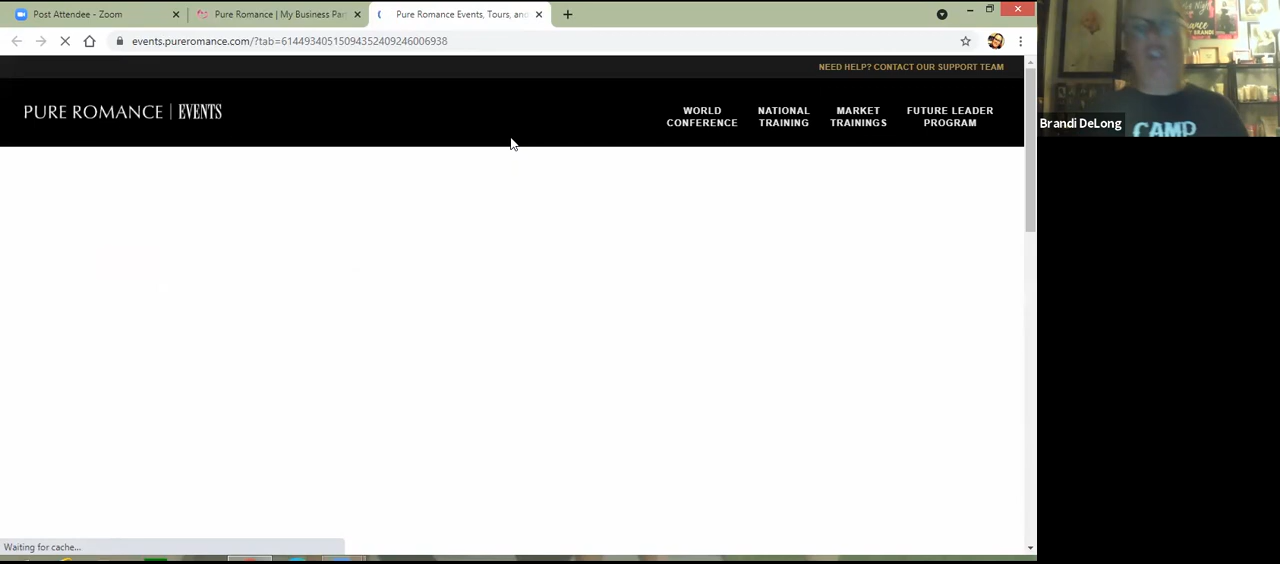 Post Attendee - Zoom
Pure Romance | My Business Par
Pure Romance Events, Tours, an
events.pureromance.com/?tab=61449340515094352409246006938
NEED HELP? CONTACT OUR SUPPORT TEAM
PURE ROMANCE | EVENTS
WORLD CONFERENCE
NATIONAL TRAINING
MARKET TRAININGS
FUTURE LEADER PROGRAM
Brandi DeLong
CAMP
Waiting for cache...